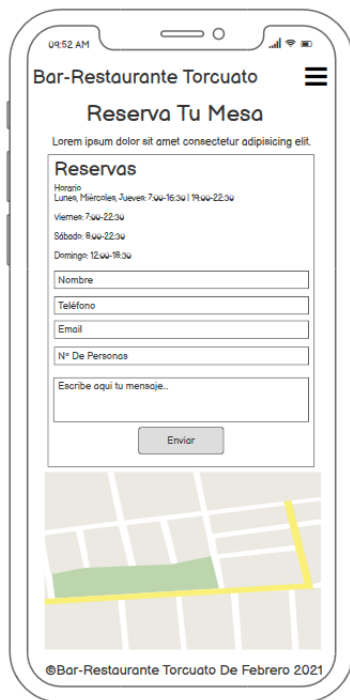 09:52 AM
Bar-Restaurante Torcuato
Reserva Tu Mesa
Lorem ipsum dolor sit amet consectetur adipisicing elit.
Reservas
Horario
Lunes, Miércoles, Jueves: 7:00-16:30 | 19:00-22:30
Viernes: 7:00-22:30
Sábado: 8:00-22:30
Domingo: 12:00-18:30
Nombre
Teléfono
Email
Nº De Personas
Escribe aqui tu mensaje...
Enviar
©Bar-Restaurante Torcuato De Febrero 2021